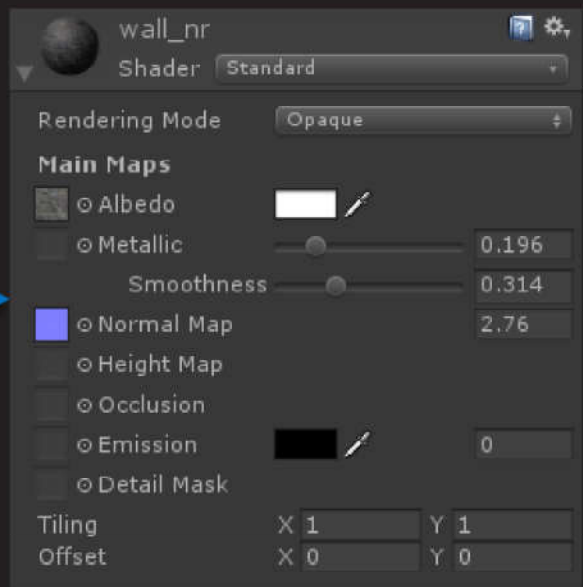 wall_nr
Shader Standard
Rendering Mode Opaque
Main Maps
Albedo
Metallic 0.196
Smoothness 0.314
Normal Map 2.76
Height Map
Occlusion
Emission 0
Detail Mask
Tiling X 1 Y 1
Offset X 0 Y 0